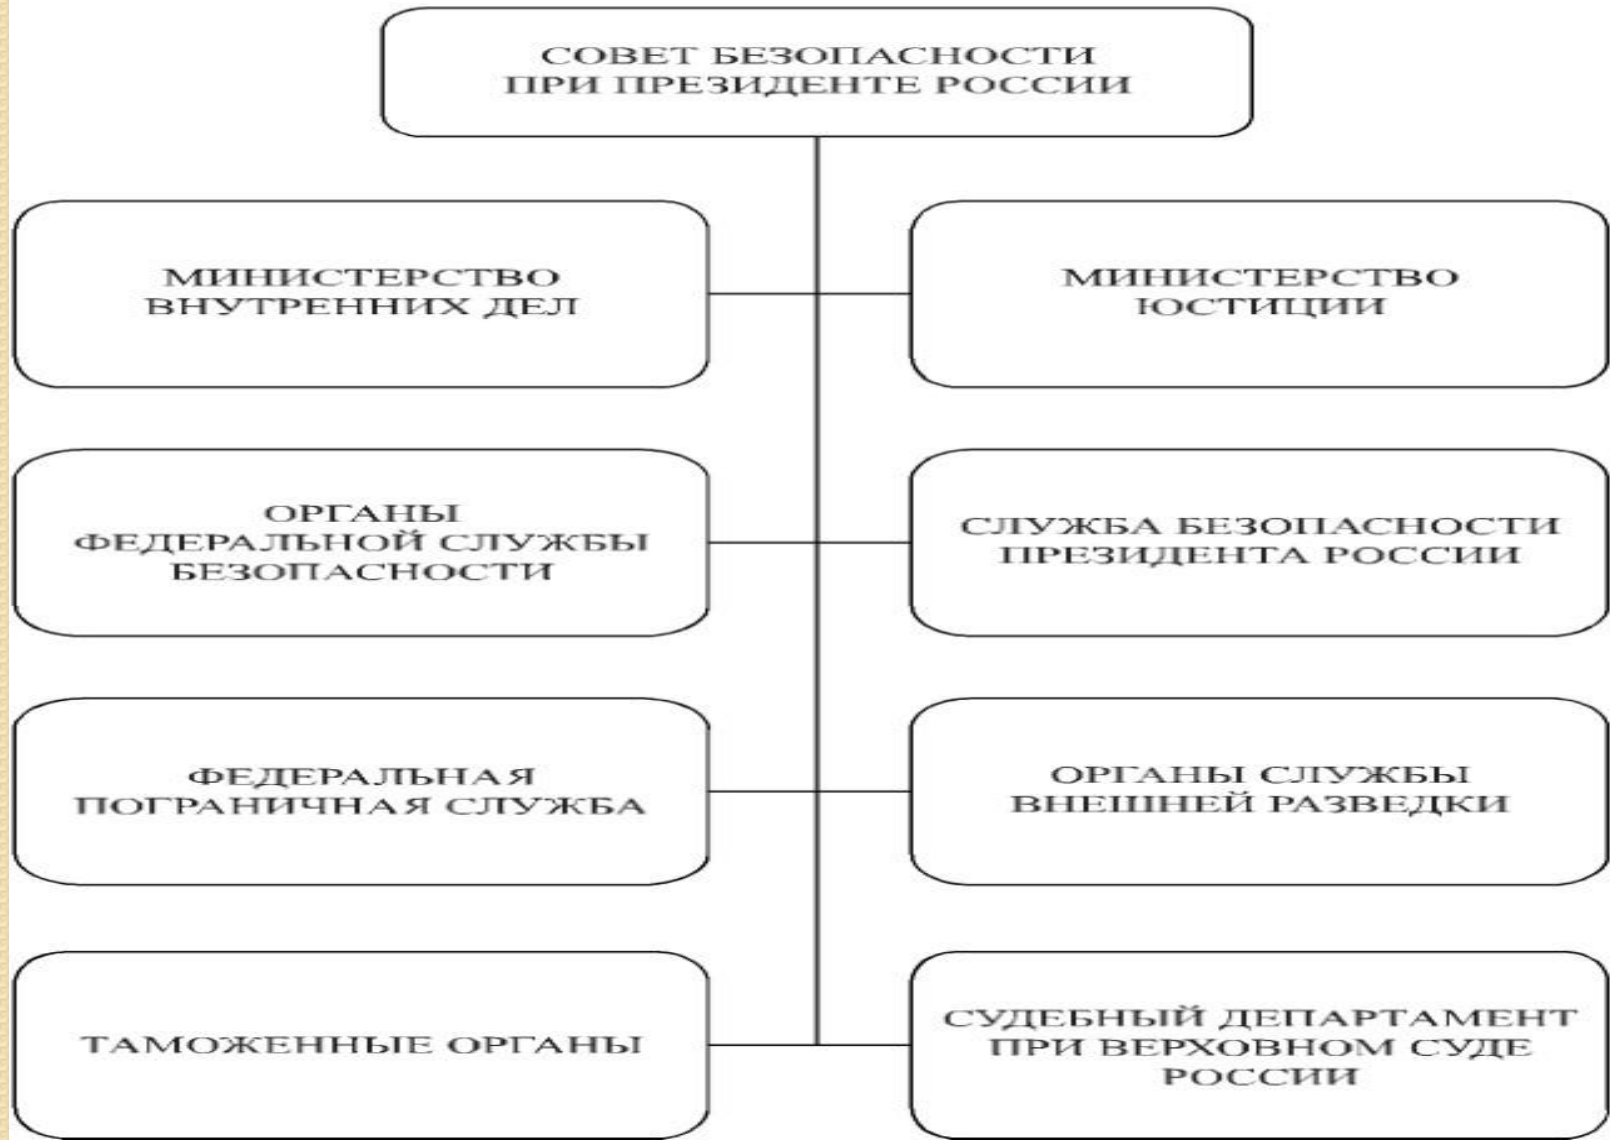 СОВЕТ БЕЗОПАСНОСТИ
ПРИ ПРЕЗИДЕНТЕ РОССИИ
МИНИСТЕРСТВО
ВНУТРЕННИХ ДЕЛ
МИНИСТЕРСТВО
ЮСТИЦИИ
ОРГАНЫ
ФЕДЕРАЛЬНОЙ СЛУЖБЫ
БЕЗОПАСНОСТИ
СЛУЖБА БЕЗОПАСНОСТИ
ПРЕЗИДЕНТА РОССИИ
ФЕДЕРАЛЬНАЯ
ПОГРАНИЧНАЯ СЛУЖБА
ОРГАНЫ СЛУЖБЫ
ВНЕШНЕЙ РАЗВЕДКИ
ТАМОЖЕННЫЕ ОРГАНЫ
СУДЕБНЫЙ ДЕПАРТАМЕНТ
ПРИ ВЕРХОВНОМ СУДЕ
РОССИИ